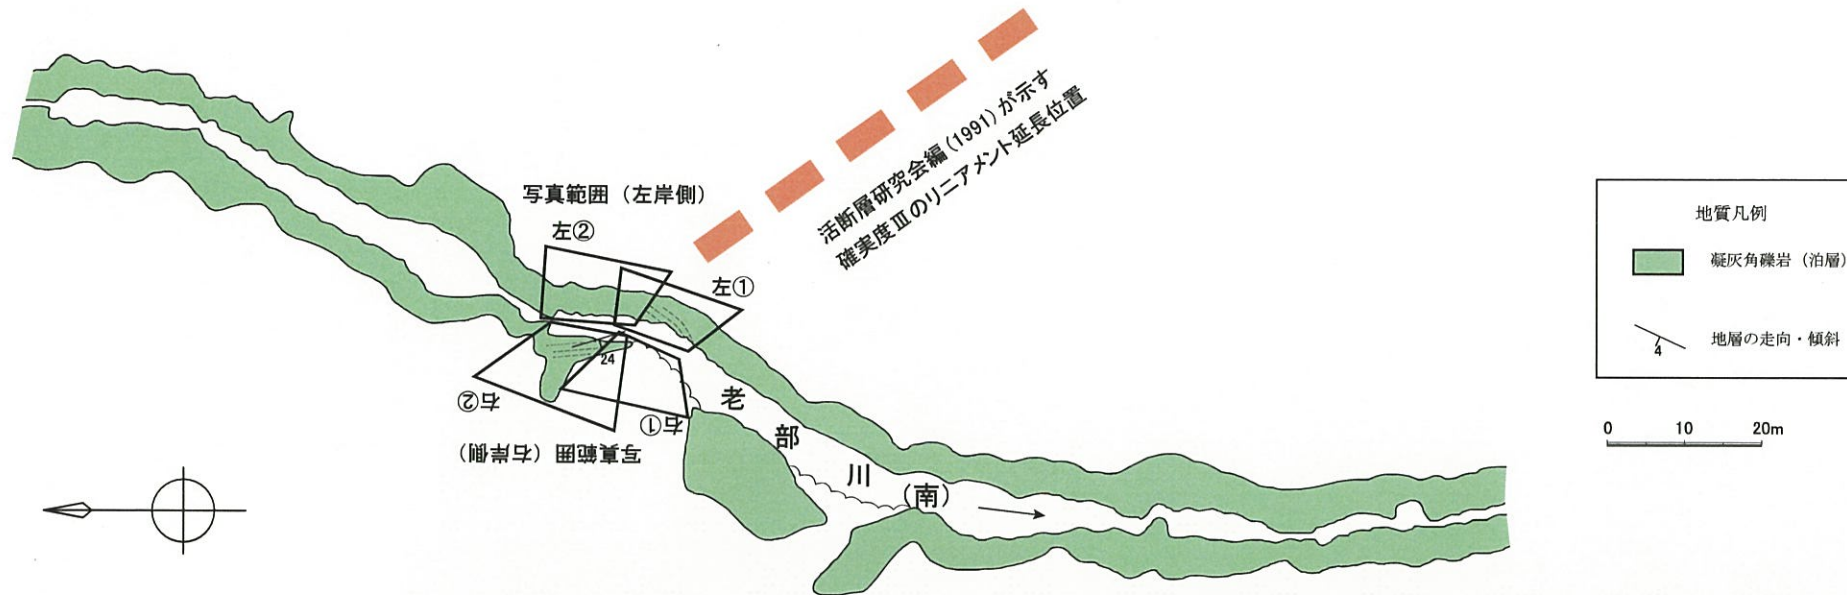 活断層研究会編(1991)が示す
確実度Ⅲのリニアメント延長位置
写真範囲（左岸側）
左②
左①
24
右②
右①
写真範囲（右岸側）
老部川(南)
地質凡例
凝灰角礫岩（泊層）
4
地層の走向・傾斜
0 10 20m